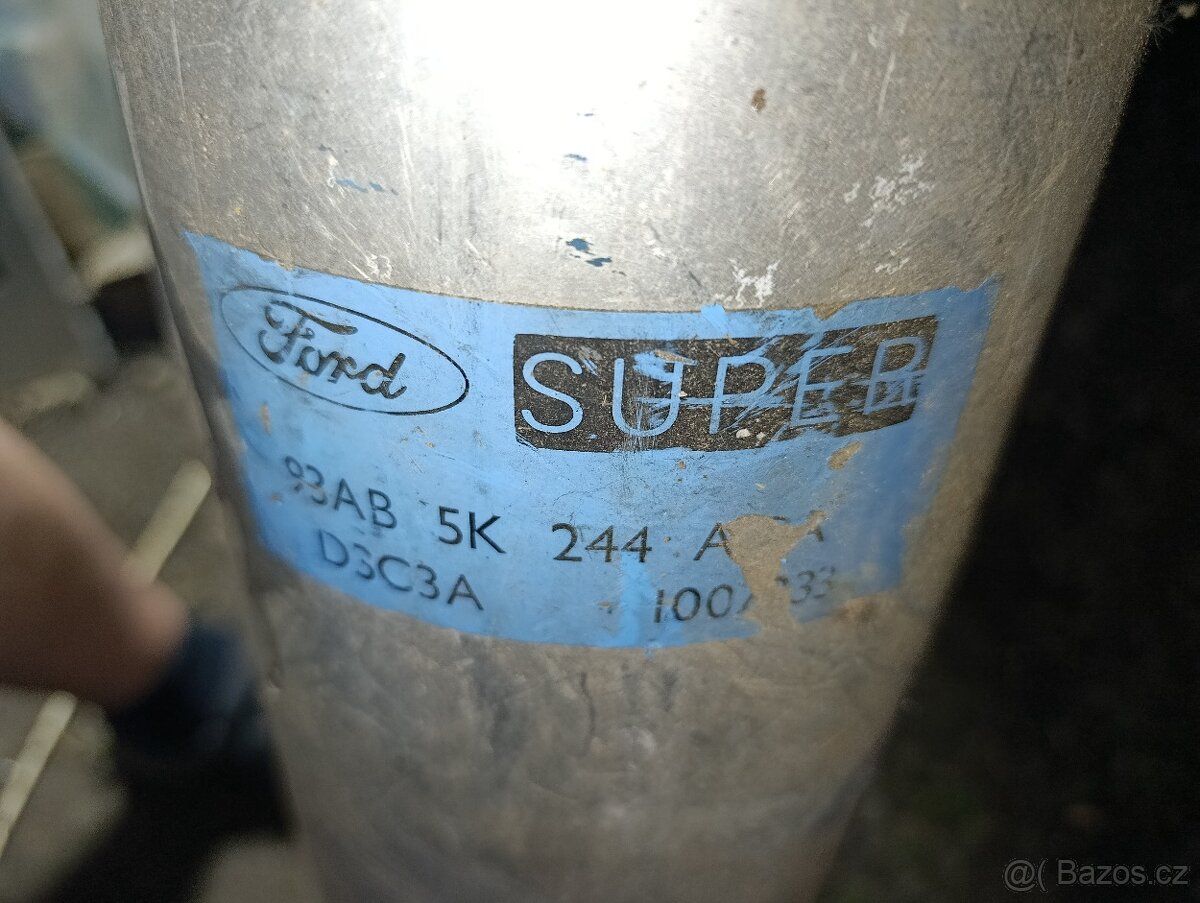 Ford SUPER
93AB 5K 244
D3C3A
@( Bazos.cz